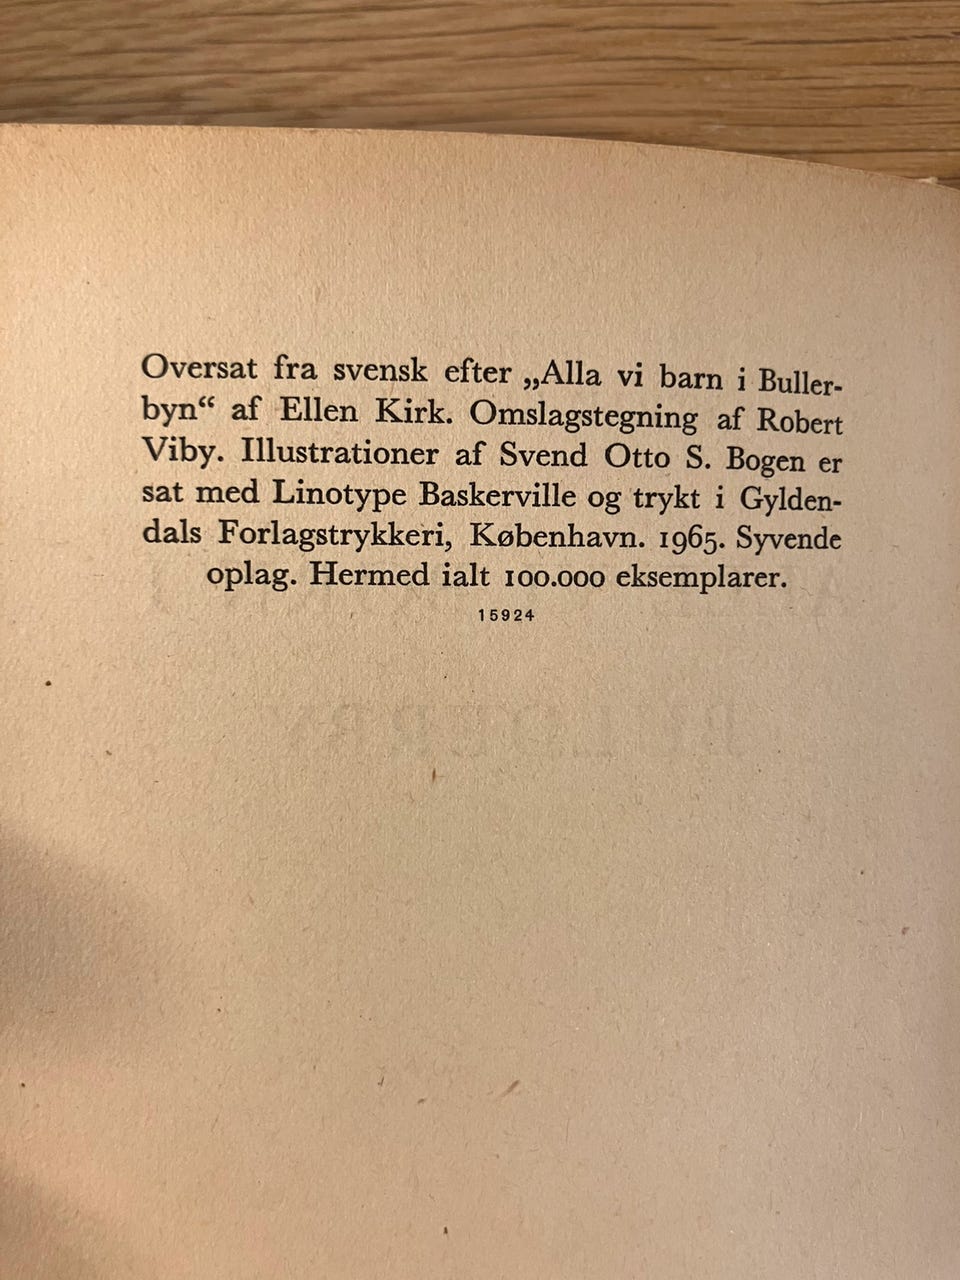 Oversat fra svensk efter „Alla vi barn i Buller-
byn“ af Ellen Kirk. Omslagstegning af Robert
Viby. Illustrationer af Svend Otto S. Bogen er
sat med Linotype Baskerville og trykt i Gylden-
dals Forlagstrykkeri, København. 1965. Syvende
oplag. Hermed ialt 100.000 eksemplarer.
15924